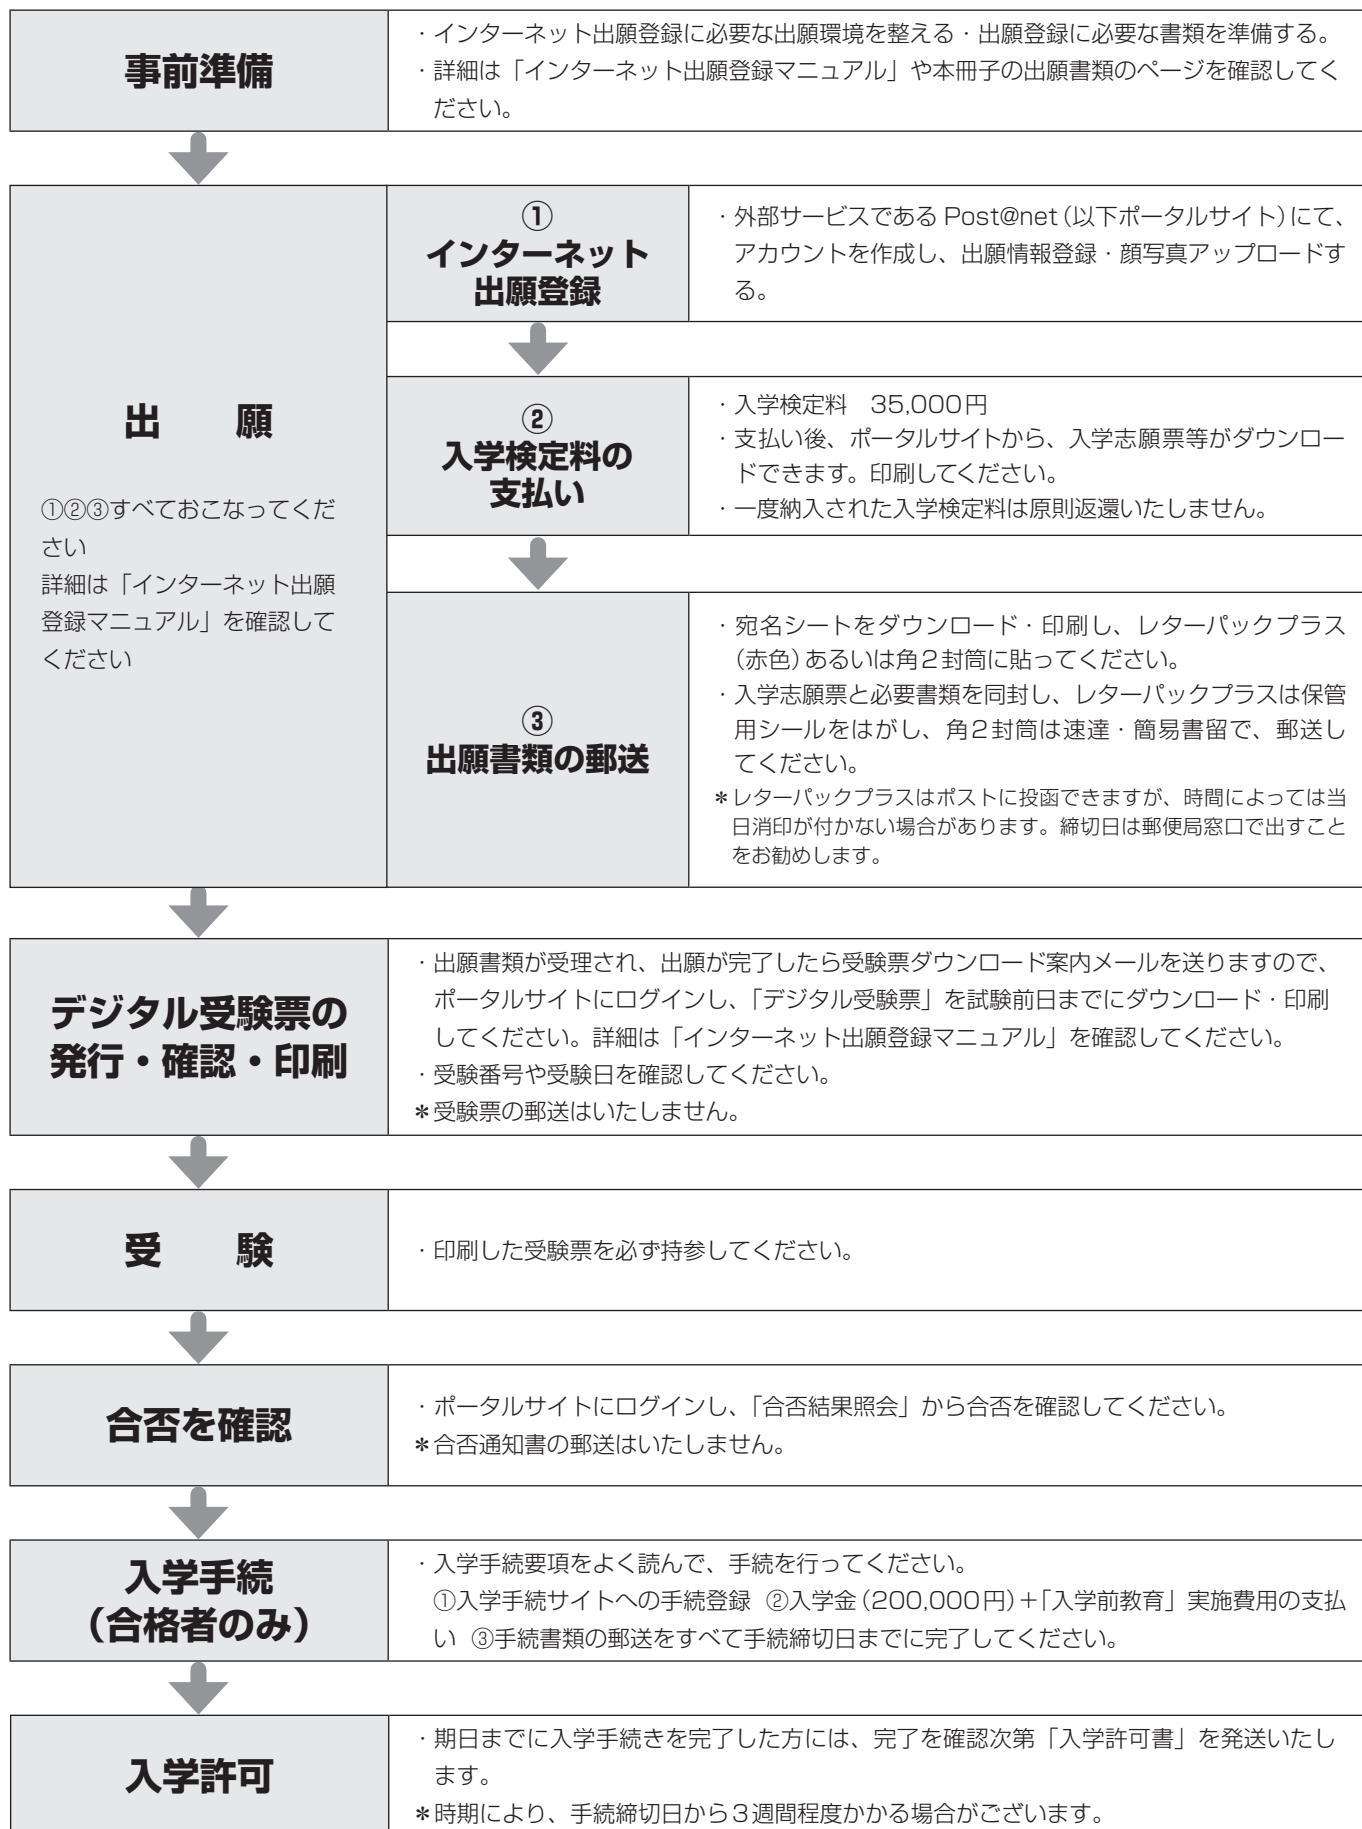 事前準備
・インターネット出願登録に必要な出願環境を整える・出願登録に必要な書類を準備する。
・詳細は「インターネット出願登録マニュアル」や本冊子の出願書類のページを確認してく
ださい。
出　願
①②③すべておこなってくだ
さい
詳細は「インターネット出願
登録マニュアル」を確認して
ください
①
インターネット
出願登録
・外部サービスである Post@net（以下ポータルサイト）にて、
アカウントを作成し、出願情報登録・顔写真アップロードす
る。
②
入学検定料の
支払い
・入学検定料　35,000円
・支払い後、ポータルサイトから、入学志願票等がダウンロー
ドできます。印刷してください。
・一度納入された入学検定料は原則返還いたしません。
③
出願書類の郵送
・宛名シートをダウンロード・印刷し、レターパックプラス
（赤色）あるいは角2封筒に貼ってください。
・入学志願票と必要書類を同封し、レターパックプラスは保管
用シールをはがし、角2封筒は速達・簡易書留で、郵送し
てください。
＊レターパックプラスはポストに投函できますが、時間によっては当
日消印が付かない場合があります。締切日は郵便局窓口で出すこと
をお勧めします。
デジタル受験票の
発行・確認・印刷
・出願書類が受理され、出願が完了したら受験票ダウンロード案内メールを送りますので、
ポータルサイトにログインし、「デジタル受験票」を試験前日までにダウンロード・印刷
してください。詳細は「インターネット出願登録マニュアル」を確認してください。
・受験番号や受験日を確認してください。
＊受験票の郵送はいたしません。
受　験
・印刷した受験票を必ず持参してください。
合否を確認
・ポータルサイトにログインし、「合否結果照会」から合否を確認してください。
＊合否通知書の郵送はいたしません。
入学手続
（合格者のみ）
・入学手続要項をよく読んで、手続を行ってください。
①入学手続サイトへの手続登録 ②入学金（200,000円）＋「入学前教育」実施費用の支払
い ③手続書類の郵送をすべて手続締切日までに完了してください。
入学許可
・期日までに入学手続きを完了した方には、完了を確認次第「入学許可書」を発送いたし
ます。
＊時期により、手続締切日から3週間程度かかる場合がございます。